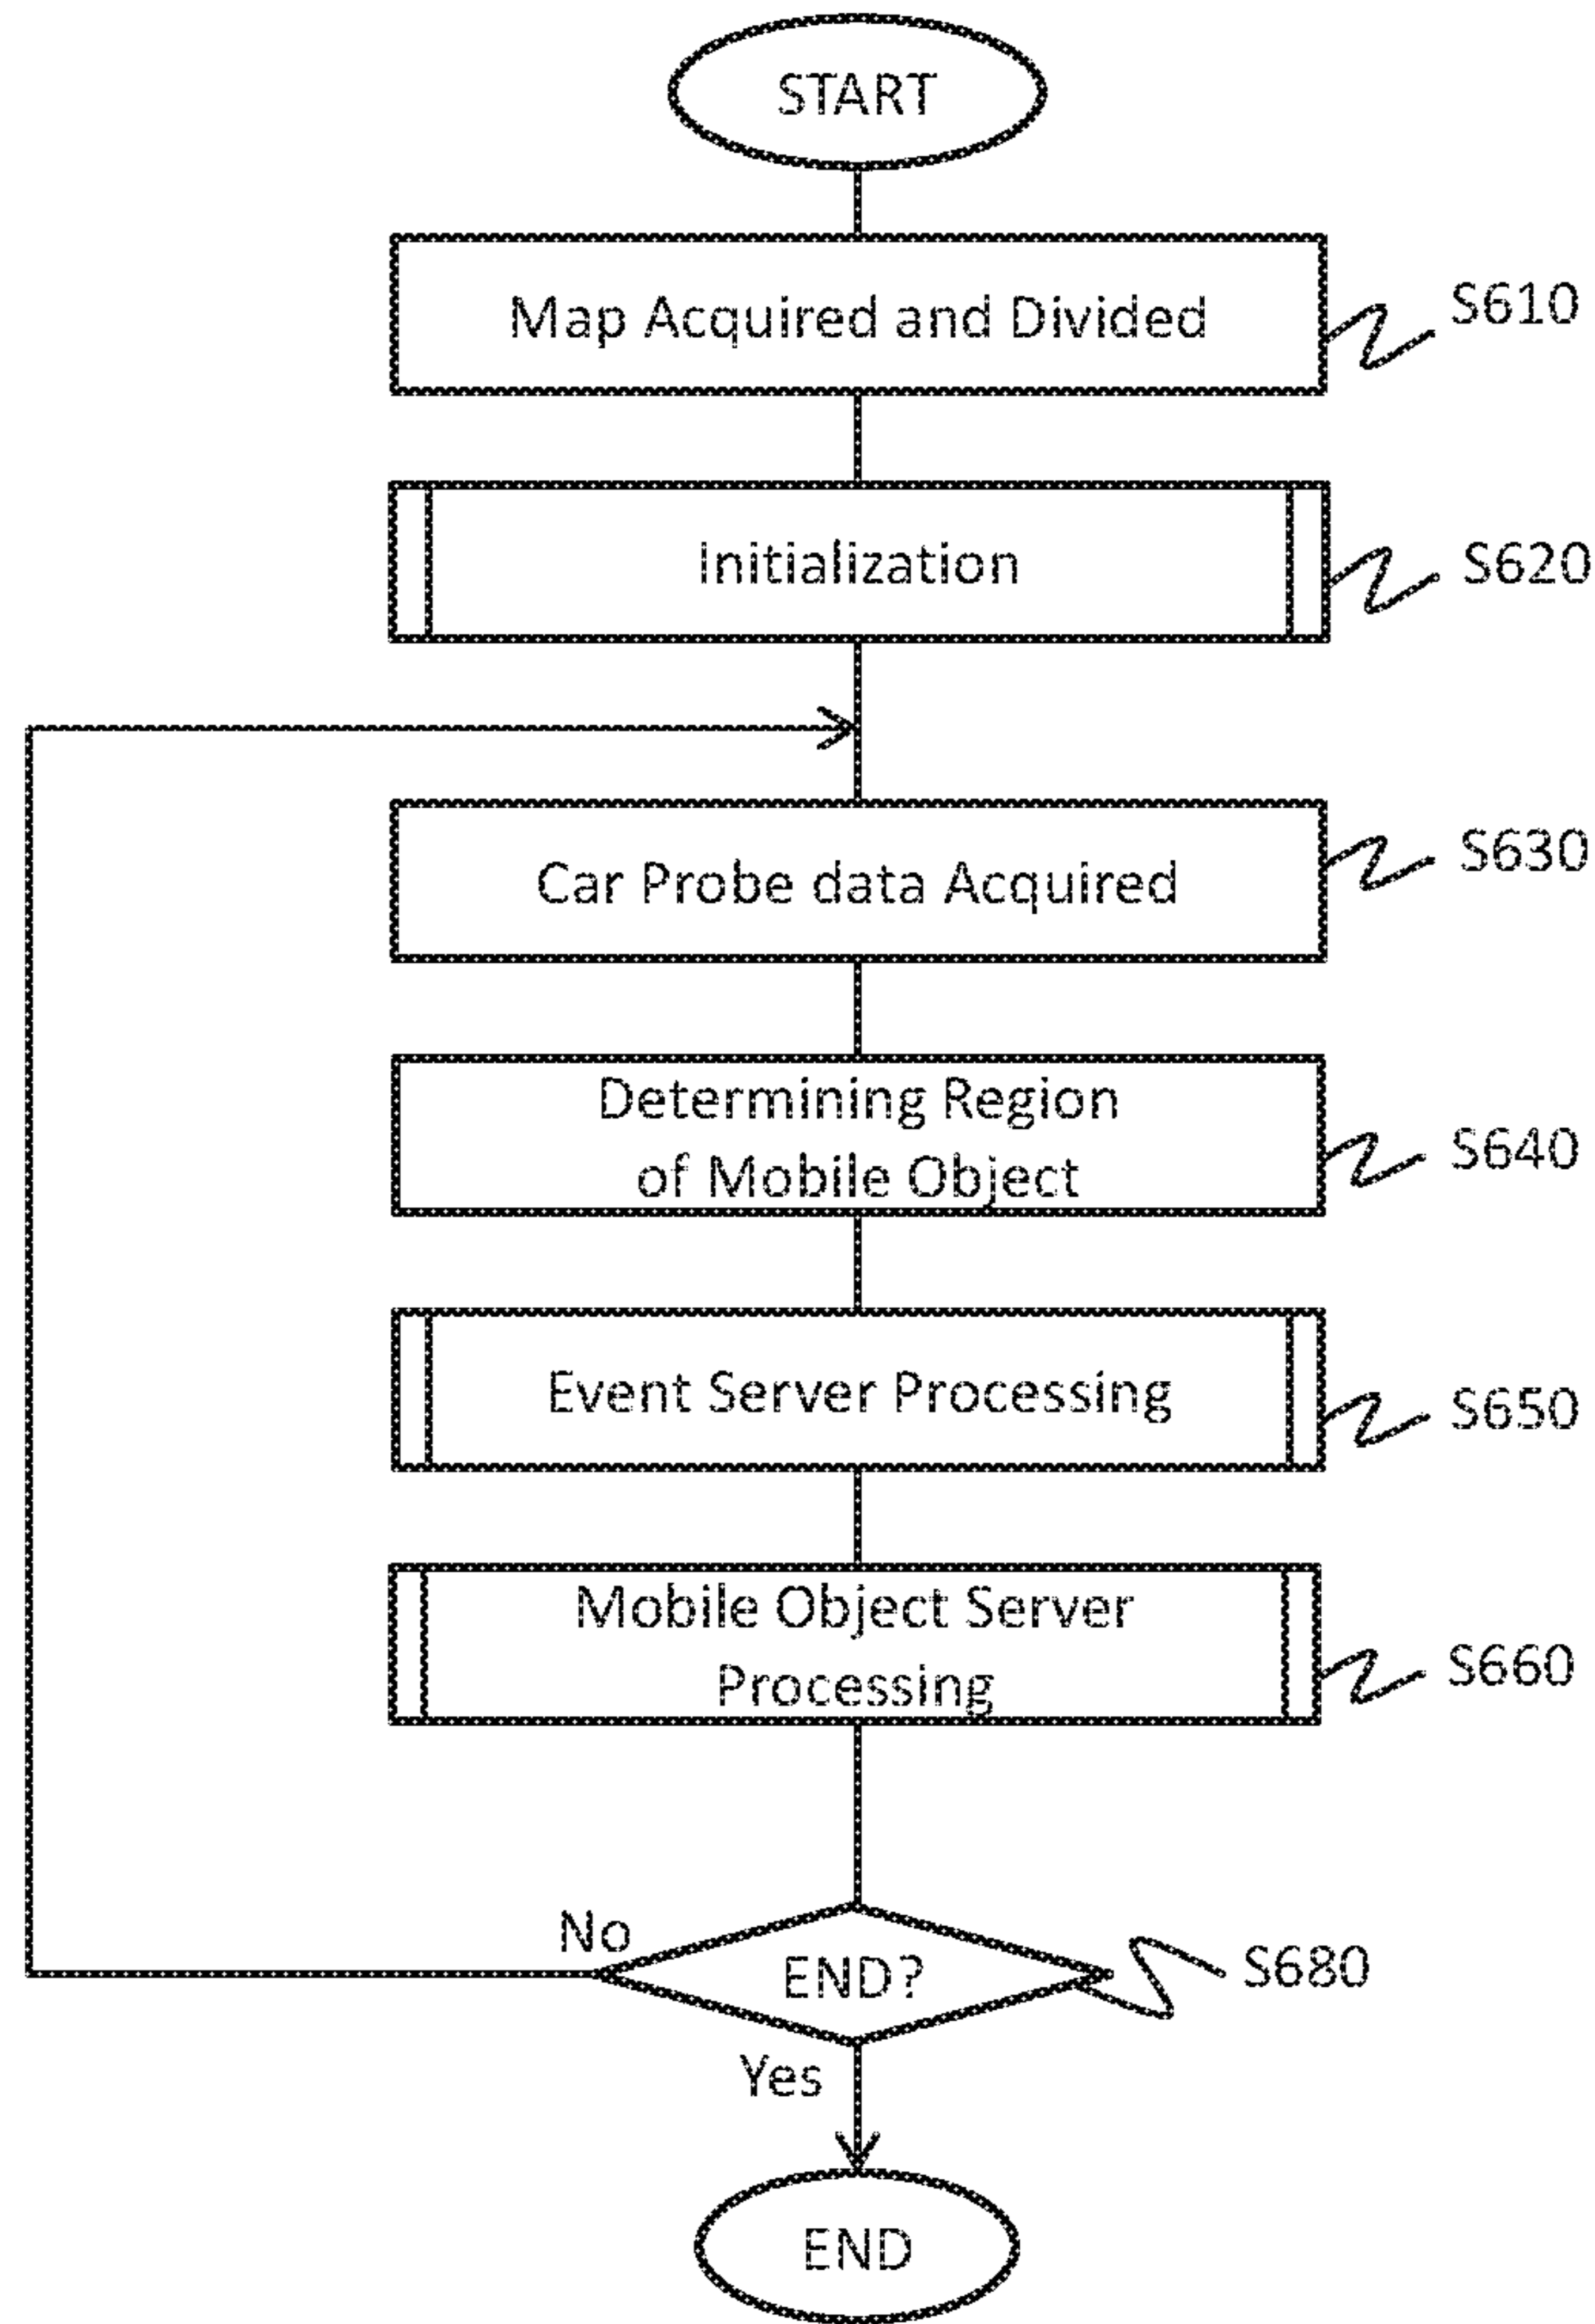 START
Map Acquired and Divided
S610
Initialization
S620
Car Probe data Acquired
S630
Determining Region
of Mobile Object
S640
Event Server Processing
S650
Mobile Object Server
Processing
S660
No
END?
S680
Yes
END